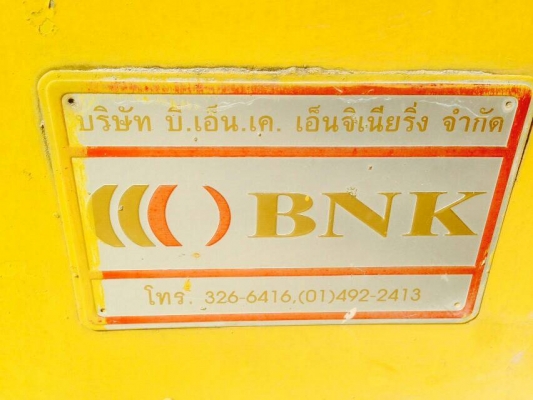 บริษัท บี.เอ็น.เค. เอ็นจิเนียริ่ง จำกัด
BNK
โทร. 326-6416,(01)492-2413